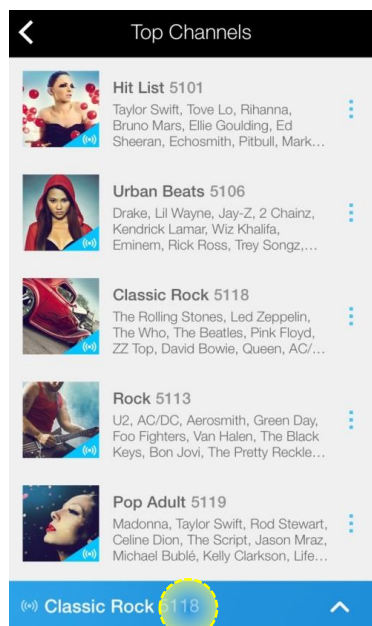 Top Channels
Hit List 5101
Taylor Swift, Tove Lo, Rihanna,
Bruno Mars, Ellie Goulding, Ed
Sheeran, Echosmith, Pitbull, Mark...
Urban Beats 5106
Drake, Lil Wayne, Jay-Z, 2 Chainz,
Kendrick Lamar, Wiz Khalifa,
Eminem, Rick Ross, Trey Songz,...
Classic Rock 5118
The Rolling Stones, Led Zeppelin,
The Who, The Beatles, Pink Floyd,
ZZ Top, David Bowie, Queen, AC/...
Rock 5113
U2, AC/DC, Aerosmith, Green Day,
Foo Fighters, Van Halen, The Black
Keys, Bon Jovi, The Pretty Reckle...
Pop Adult 5119
Madonna, Taylor Swift, Rod Stewart,
Celine Dion, The Script, Jason Mraz,
Michael Bublé, Kelly Clarkson, Life...
Classic Rock 5118